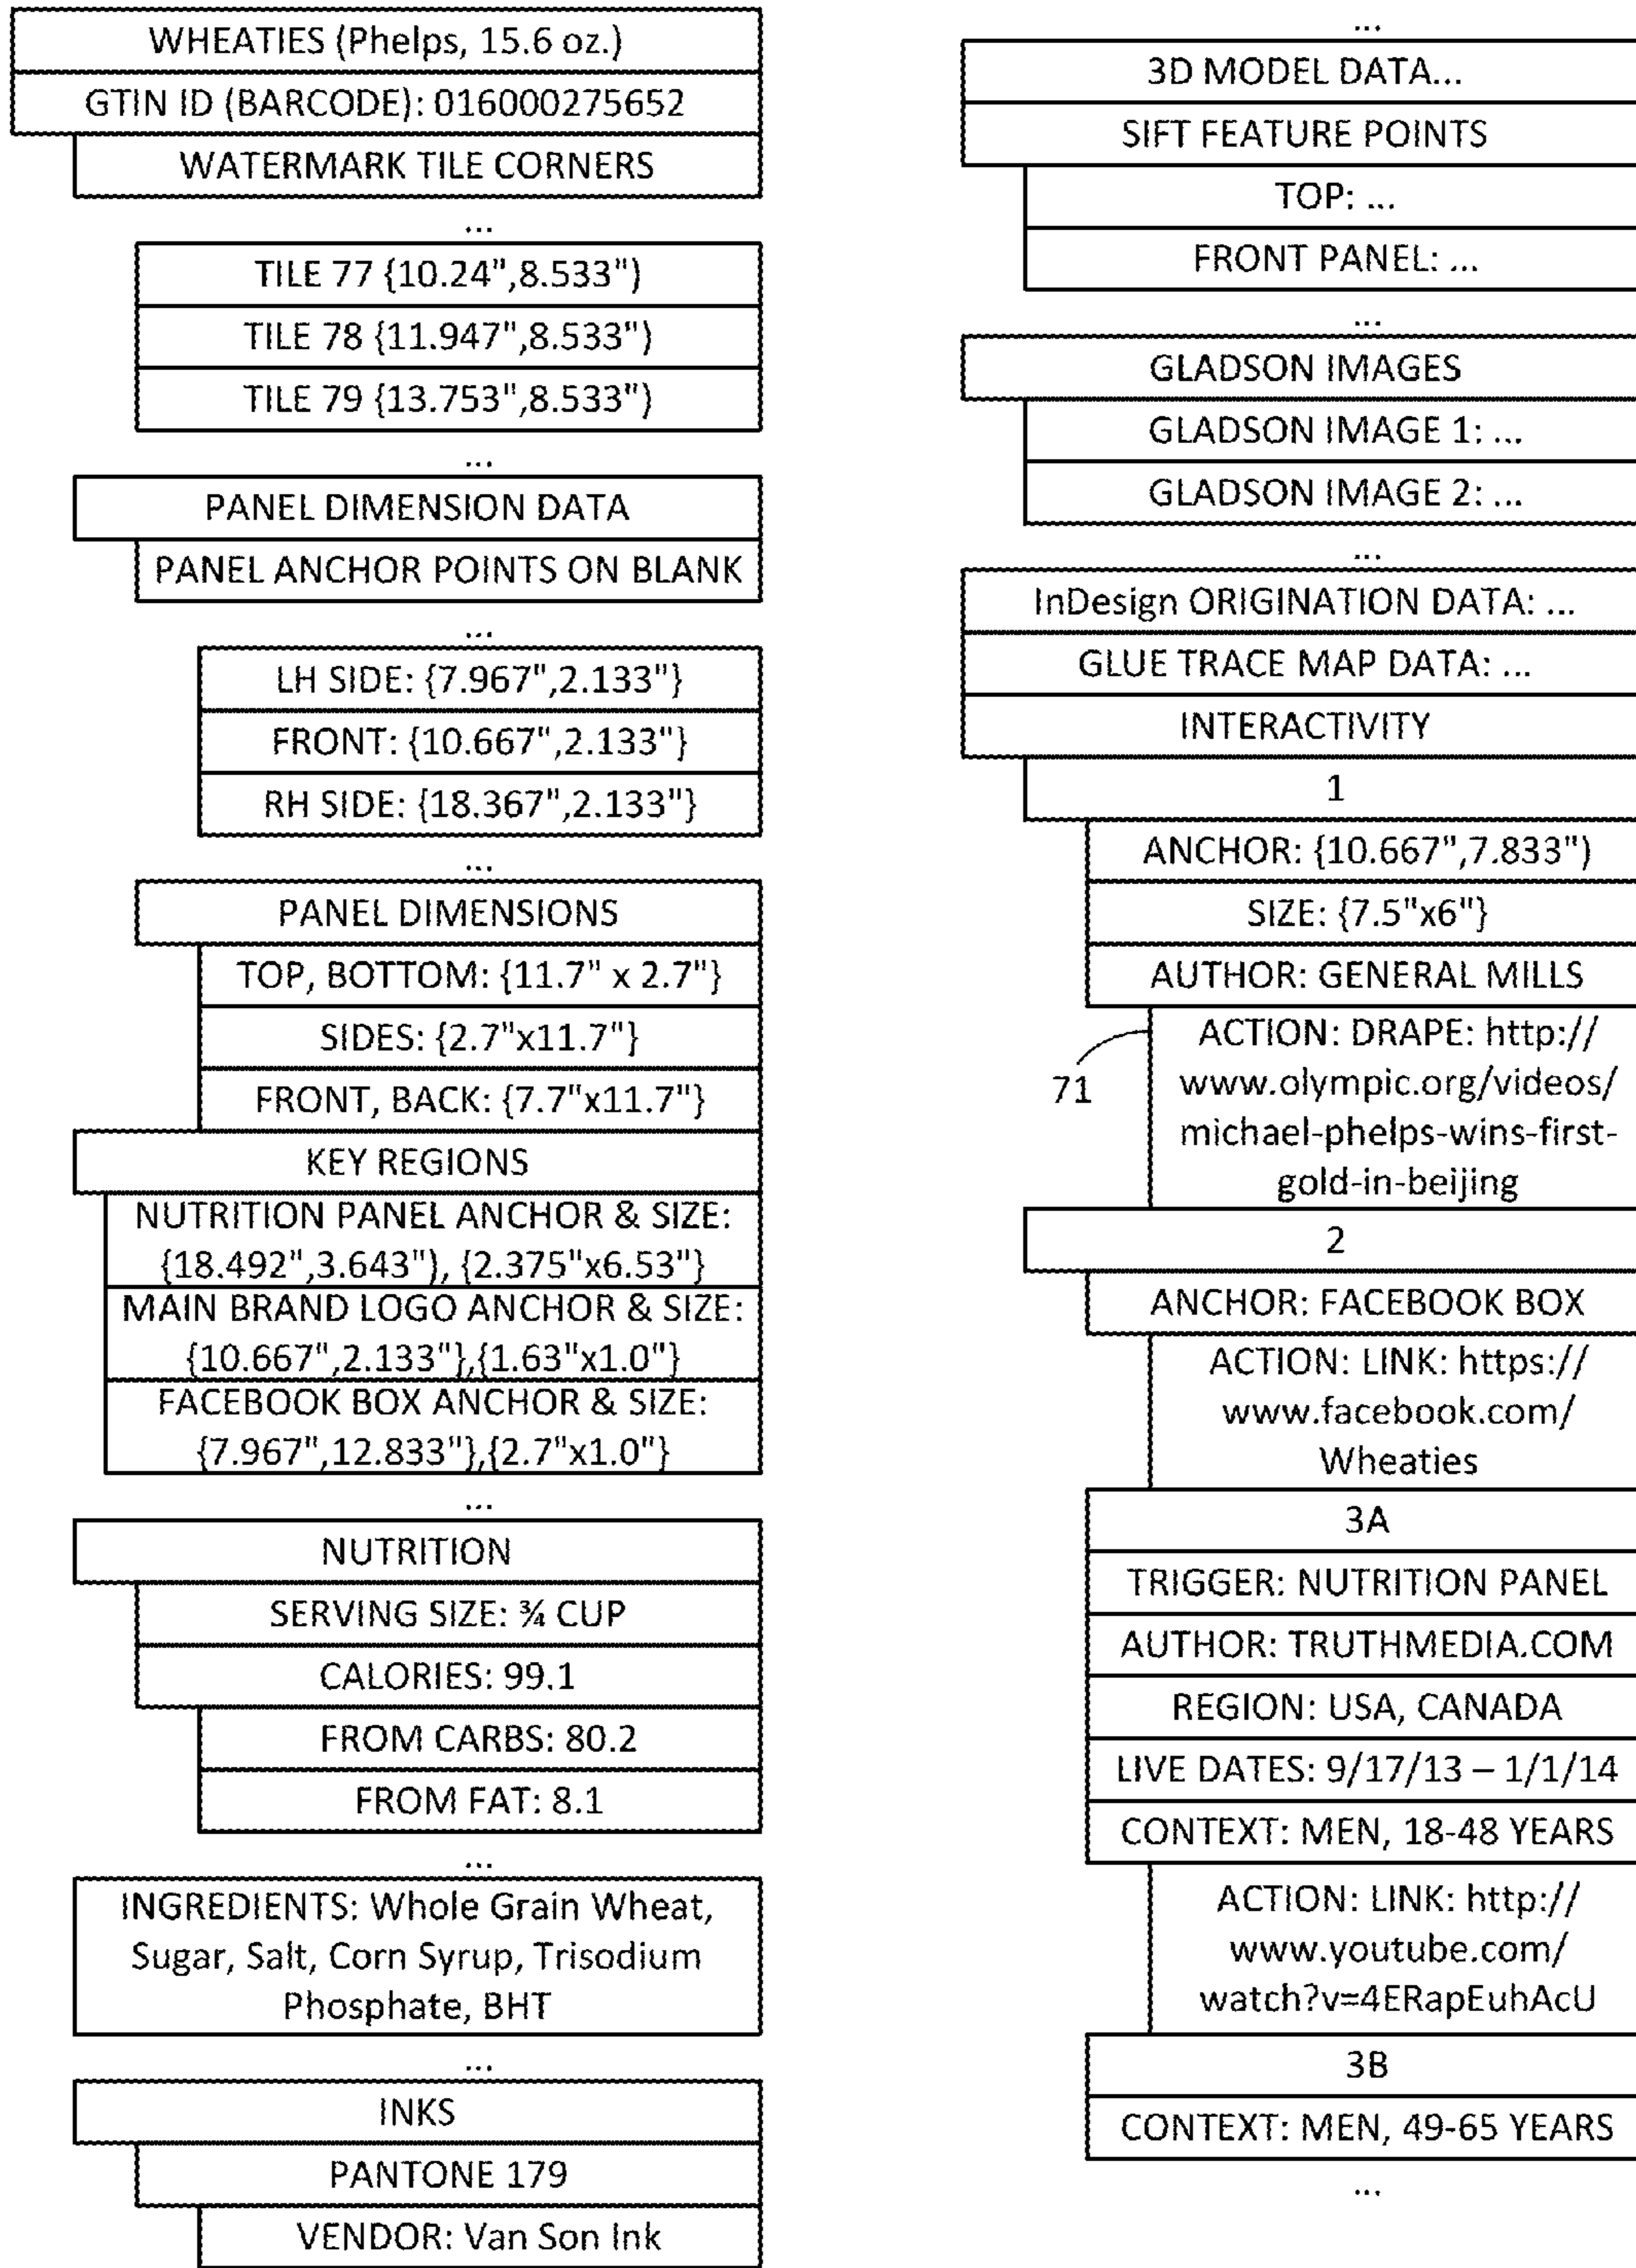 WHEATIES (Phelps, 15.6 oz.)
GTIN ID (BARCODE): 016000275652
WATERMARK TILE CORNERS
...
TILE 77 {10.24",8.533")
TILE 78 {11.947",8.533")
TILE 79 {13.753",8.533")
...
PANEL DIMENSION DATA
PANEL ANCHOR POINTS ON BLANK
...
LH SIDE: {7.967",2.133"}
FRONT: {10.667",2.133"}
RH SIDE: {18.367",2.133"}
...
PANEL DIMENSIONS
TOP, BOTTOM: {11.7" x 2.7"}
SIDES: {2.7"x11.7"}
FRONT, BACK: {7.7"x11.7"}
KEY REGIONS
NUTRITION PANEL ANCHOR & SIZE:
{18.492",3.643"), {2.375"x6.53"}
MAIN BRAND LOGO ANCHOR & SIZE:
{10.667",2.133"},{1.63"x1.0"}
FACEBOOK BOX ANCHOR & SIZE:
{7.967",12.833"},{2.7"x1.0"}
...
NUTRITION
SERVING SIZE: ¾ CUP
CALORIES: 99.1
FROM CARBS: 80.2
FROM FAT: 8.1
...
INGREDIENTS: Whole Grain Wheat,
Sugar, Salt, Corn Syrup, Trisodium
Phosphate, BHT
...
INKS
PANTONE 179
VENDOR: Van Son Ink
...
3D MODEL DATA...
SIFT FEATURE POINTS
TOP: ...
FRONT PANEL: ...
...
GLADSON IMAGES
GLADSON IMAGE 1: ...
GLADSON IMAGE 2: ...
...
InDesign ORIGINATION DATA: ...
GLUE TRACE MAP DATA: ...
INTERACTIVITY
1
ANCHOR: {10.667",7.833")
SIZE: {7.5"x6"}
AUTHOR: GENERAL MILLS
71
ACTION: DRAPE: http://
www.olympic.org/videos/
michael-phelps-wins-first-
gold-in-beijing
2
ANCHOR: FACEBOOK BOX
ACTION: LINK: https://
www.facebook.com/
Wheaties
3A
TRIGGER: NUTRITION PANEL
AUTHOR: TRUTHMEDIA.COM
REGION: USA, CANADA
LIVE DATES: 9/17/13 – 1/1/14
CONTEXT: MEN, 18-48 YEARS
ACTION: LINK: http://
www.youtube.com/
watch?v=4ERapEuhAcU
3B
CONTEXT: MEN, 49-65 YEARS
...